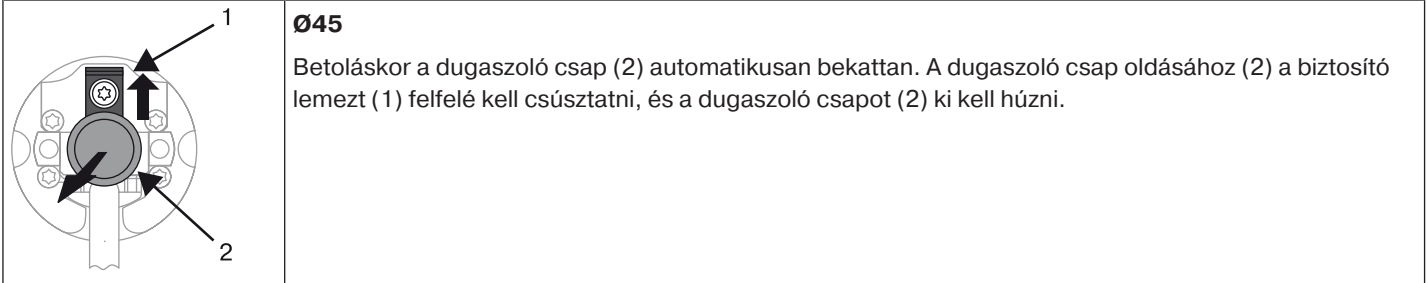 1
2
Ø45
Betoláskor a dugaszoló csap (2) automatikusan bekattan. A dugaszoló csap oldásához (2) a biztosító
lemezt (1) felfelé kell csúsztatni, és a dugaszoló csapot (2) ki kell húzni.